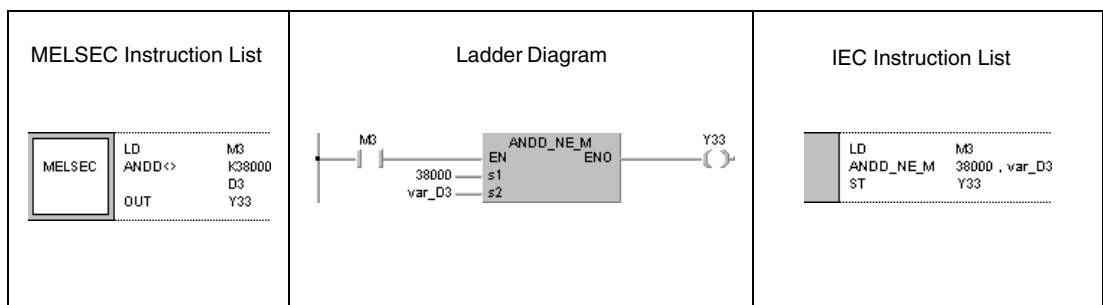 MELSEC Instruction List
MELSEC
LD M3
ANDD<> K38000
D3
OUT Y33
Ladder Diagram
M3
ANDD_NE_M
Y33
EN ENO
38000 s1
var_D3 s2
IEC Instruction List
LD M3
ANDD_NE_M 38000 , var_D3
ST Y33